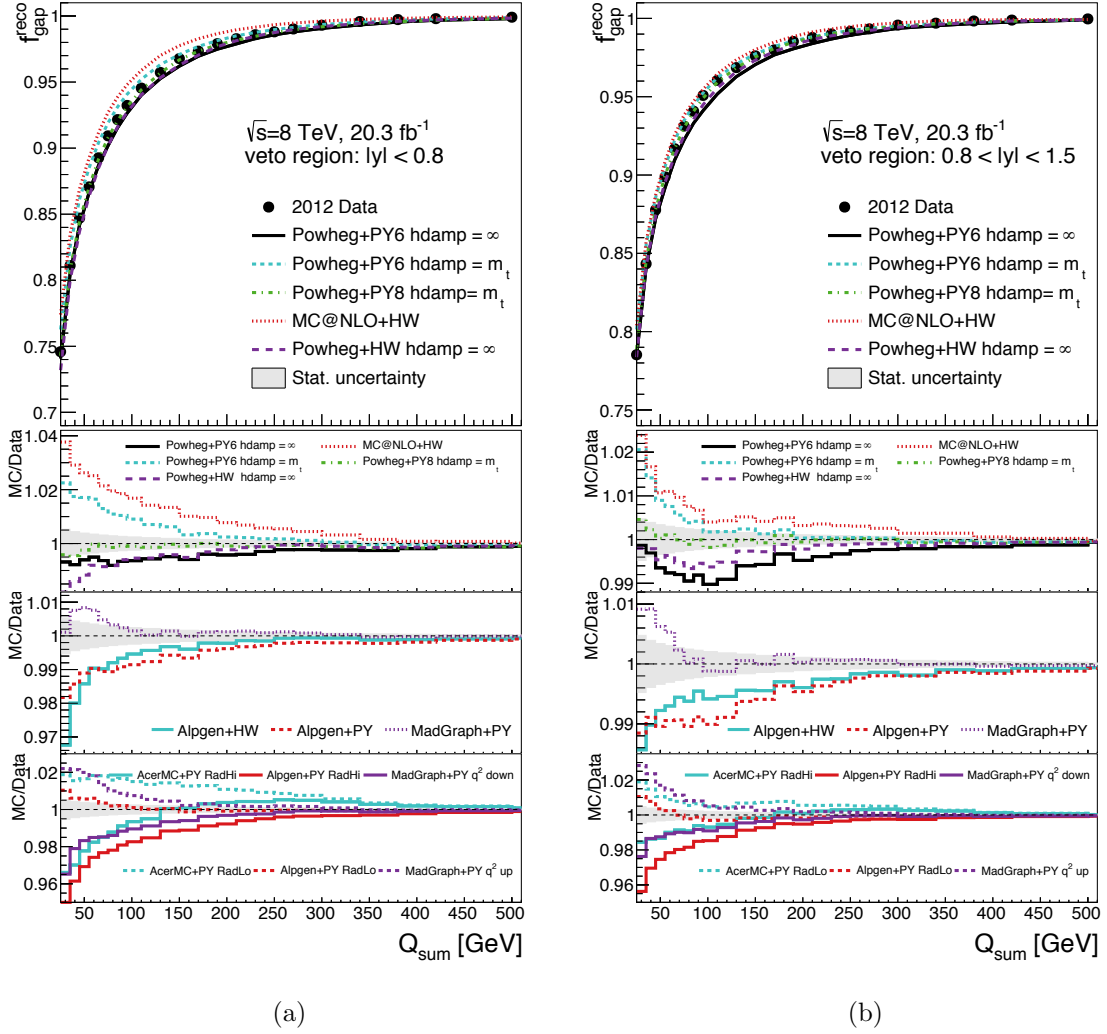 f_gap^reco
1
0.95
0.9
0.85
0.8
0.75
0.7
√s=8 TeV, 20.3 fb⁻¹
veto region: |y| < 0.8
2012 Data
Powheg+PY6 hdamp = ∞
Powheg+PY6 hdamp = m_t
Powheg+PY8 hdamp= m_t
MC@NLO+HW
Powheg+HW hdamp = ∞
Stat. uncertainty
MC/Data
1.04
1.02
1
Powheg+PY6 hdamp = ∞ MC@NLO+HW
Powheg+PY6 hdamp = m_t Powheg+PY8 hdamp = m_t
Powheg+HW hdamp = ∞
MC/Data
1.01
1
0.99
0.98
0.97
Alpgen+HW Alpgen+PY MadGraph+PY
MC/Data
1.02
1
0.98
0.96
AcerMC+PY RadHi Alpgen+PY RadHi MadGraph+PY q² down
AcerMC+PY RadLo Alpgen+PY RadLo MadGraph+PY q² up
50 100 150 200 250 300 350 400 450 500
Q_sum [GeV]
(a)
f_gap^reco
1
0.95
0.9
0.85
0.8
0.75
√s=8 TeV, 20.3 fb⁻¹
veto region: 0.8 < |y| < 1.5
2012 Data
Powheg+PY6 hdamp = ∞
Powheg+PY6 hdamp = m_t
Powheg+PY8 hdamp= m_t
MC@NLO+HW
Powheg+HW hdamp = ∞
Stat. uncertainty
MC/Data
1.02
1.01
1
0.99
Powheg+PY6 hdamp = ∞ MC@NLO+HW
Powheg+PY6 hdamp = m_t Powheg+PY8 hdamp = m_t
Powheg+HW hdamp = ∞
MC/Data
1.01
1
0.99
Alpgen+HW Alpgen+PY MadGraph+PY
MC/Data
1.02
1
0.98
0.96
AcerMC+PY RadHi Alpgen+PY RadHi MadGraph+PY q² down
AcerMC+PY RadLo Alpgen+PY RadLo MadGraph+PY q² up
50 100 150 200 250 300 350 400 450 500
Q_sum [GeV]
(b)